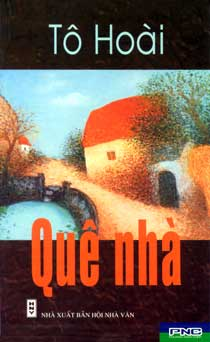 Tô Hoài
Quê nhà
NHÀ XUẤT BẢN HỘI NHÀ VĂN
PNC